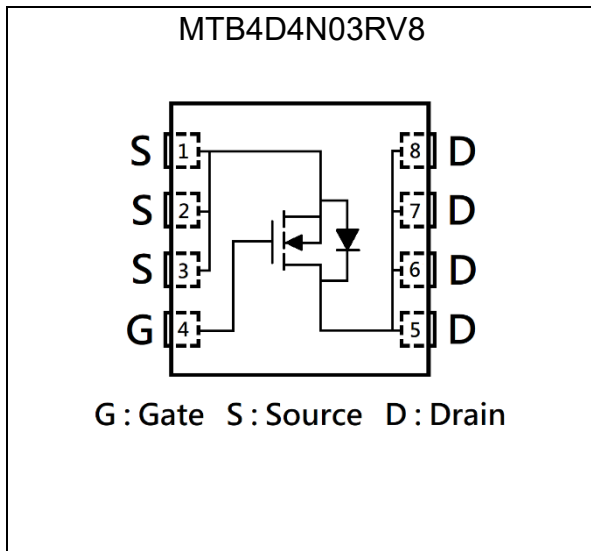 MTB4D4N03RV8
S 1 8 D
S 2 7 D
S 3 6 D
G 4 5 D
G : Gate S : Source D : Drain